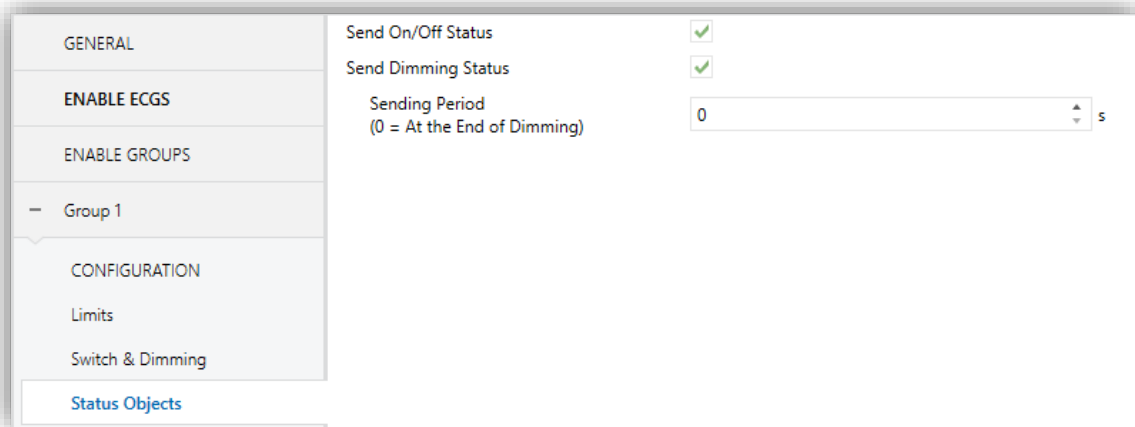 GENERAL
ENABLE ECGS
ENABLE GROUPS
Group 1
CONFIGURATION
Limits
Switch & Dimming
Status Objects
Send On/Off Status
Send Dimming Status
Sending Period
(0 = At the End of Dimming)
0 s